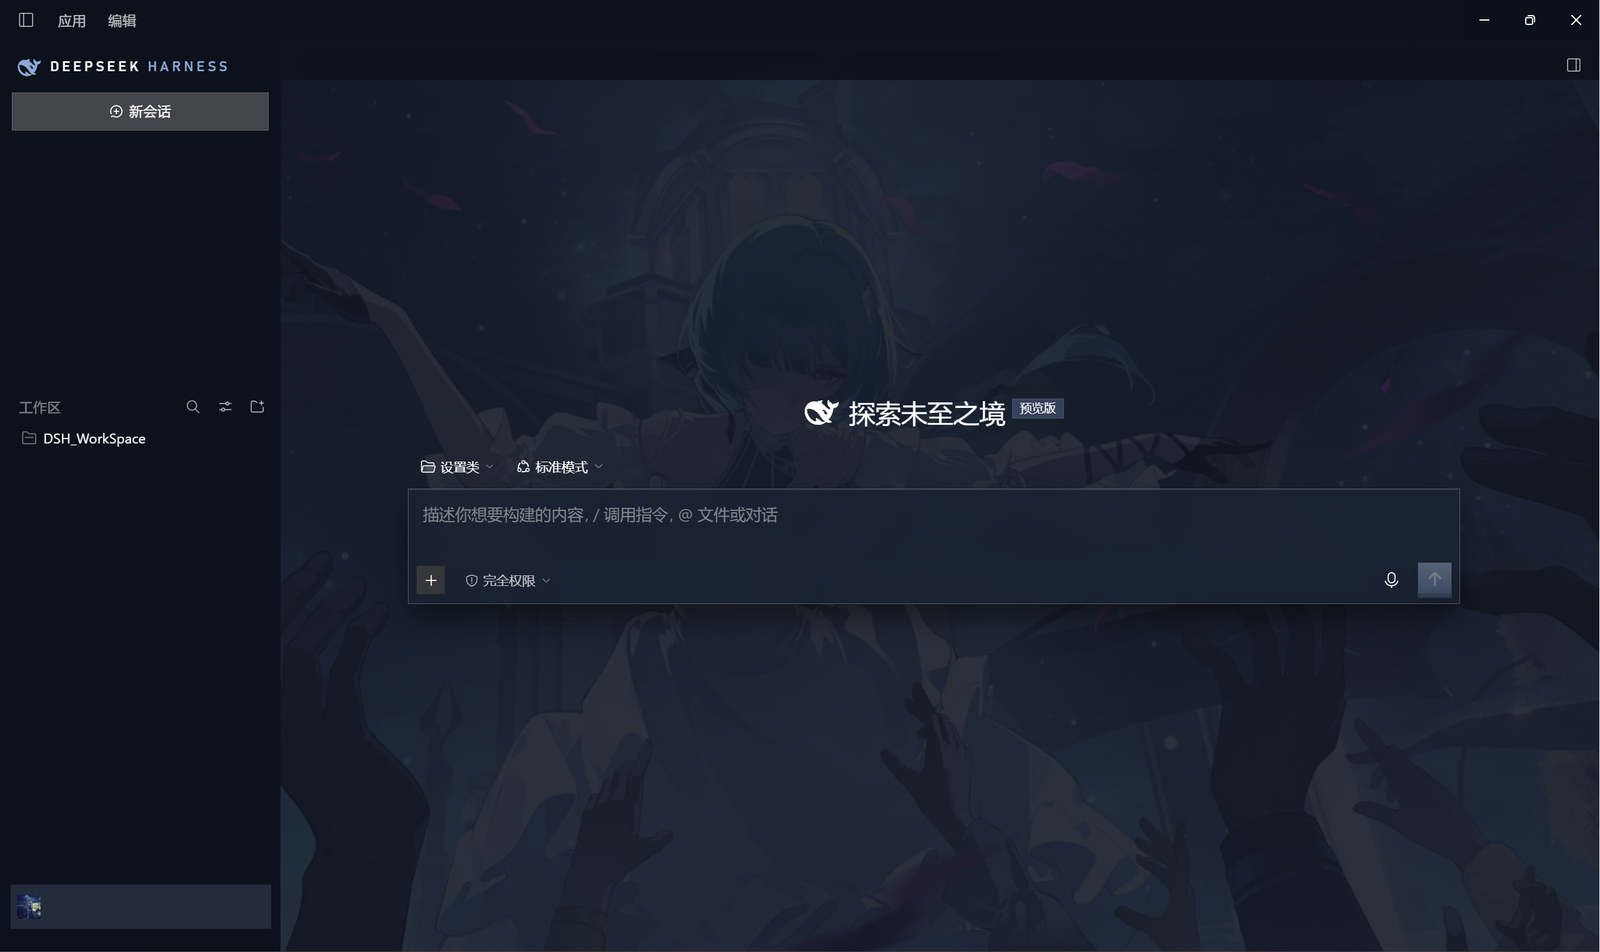 应用 编辑
DEEPSEEK HARNESS
新会话
工作区
DSH_WorkSpace
探索未至之境 预览版
设置类 标准模式
描述你想要构建的内容, / 调用指令, @ 文件或对话
完全权限